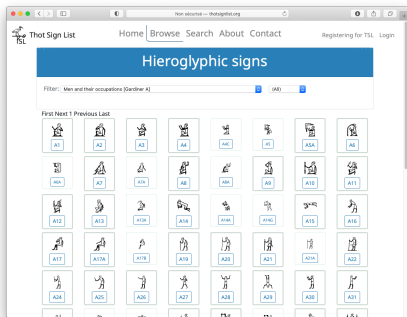 Non sécurisé — thotsignlist.org
TSL
Thot Sign List
Home Browse Search About Contact
Registering for TSL Login
Hieroglyphic signs
Filter: Men and their occupations [Gardiner A] (All)
First Next 1 Previous Last
A1 A2 A3 A4 A4E A5 A5A A6
A6A A7 A7A A8 A8A A9 A10 A11
A12 A13 A13A A14 A14A A14G A15 A16
A17 A17A A17B A19 A20 A21 A21A A22
A24 A25 A26 A27 A28 A29 A30 A31